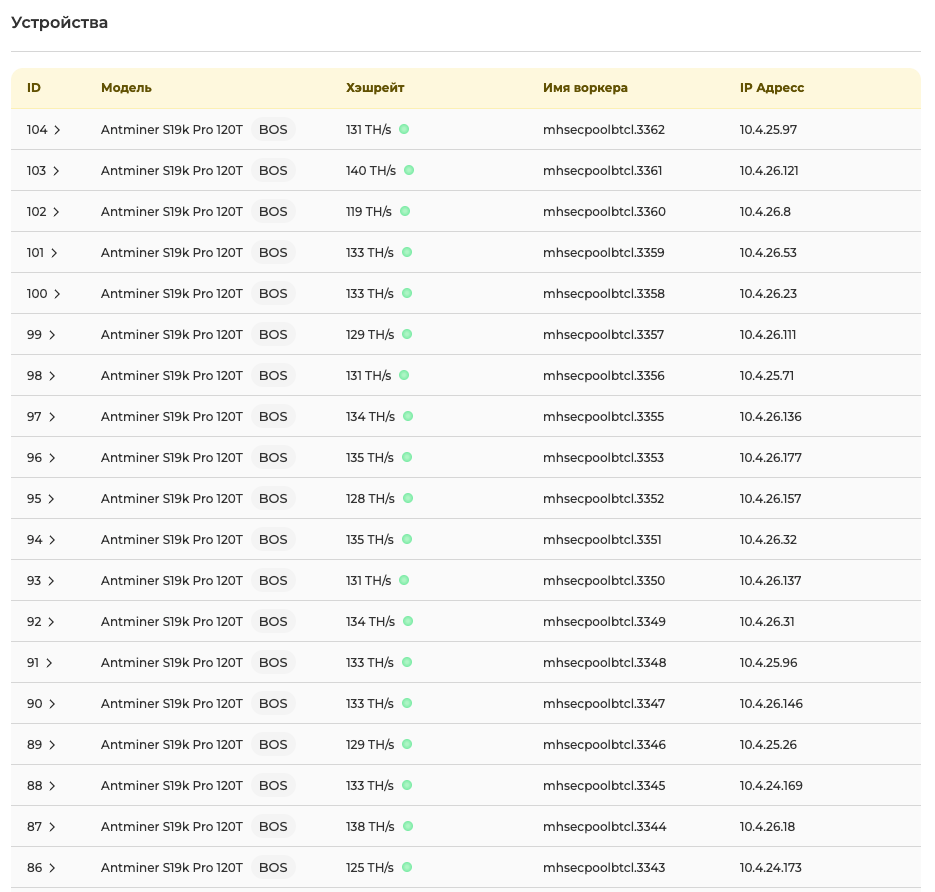 Устройства
ID Модель Хэшрейт Имя воркера IP Адресс
104 > Antminer S19k Pro 120T BOS 131 TH/s mhsecpoolbtcl.3362 10.4.25.97
103 > Antminer S19k Pro 120T BOS 140 TH/s mhsecpoolbtcl.3361 10.4.26.121
102 > Antminer S19k Pro 120T BOS 119 TH/s mhsecpoolbtcl.3360 10.4.26.8
101 > Antminer S19k Pro 120T BOS 133 TH/s mhsecpoolbtcl.3359 10.4.26.53
100 > Antminer S19k Pro 120T BOS 133 TH/s mhsecpoolbtcl.3358 10.4.26.23
99 > Antminer S19k Pro 120T BOS 129 TH/s mhsecpoolbtcl.3357 10.4.26.111
98 > Antminer S19k Pro 120T BOS 131 TH/s mhsecpoolbtcl.3356 10.4.25.71
97 > Antminer S19k Pro 120T BOS 134 TH/s mhsecpoolbtcl.3355 10.4.26.136
96 > Antminer S19k Pro 120T BOS 135 TH/s mhsecpoolbtcl.3353 10.4.26.177
95 > Antminer S19k Pro 120T BOS 128 TH/s mhsecpoolbtcl.3352 10.4.26.157
94 > Antminer S19k Pro 120T BOS 135 TH/s mhsecpoolbtcl.3351 10.4.26.32
93 > Antminer S19k Pro 120T BOS 131 TH/s mhsecpoolbtcl.3350 10.4.26.137
92 > Antminer S19k Pro 120T BOS 134 TH/s mhsecpoolbtcl.3349 10.4.26.31
91 > Antminer S19k Pro 120T BOS 133 TH/s mhsecpoolbtcl.3348 10.4.25.96
90 > Antminer S19k Pro 120T BOS 133 TH/s mhsecpoolbtcl.3347 10.4.26.146
89 > Antminer S19k Pro 120T BOS 129 TH/s mhsecpoolbtcl.3346 10.4.25.26
88 > Antminer S19k Pro 120T BOS 133 TH/s mhsecpoolbtcl.3345 10.4.24.169
87 > Antminer S19k Pro 120T BOS 138 TH/s mhsecpoolbtcl.3344 10.4.26.18
86 > Antminer S19k Pro 120T BOS 125 TH/s mhsecpoolbtcl.3343 10.4.24.173